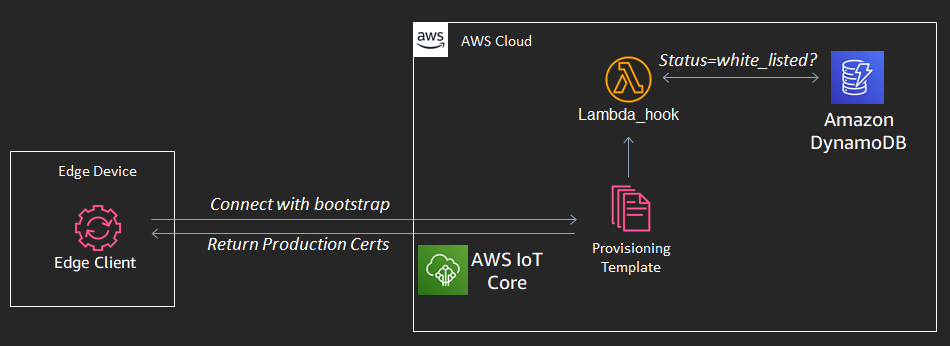 aws
AWS Cloud
Status=white_listed?
Lambda_hook
Amazon
DynamoDB
Edge Device
Connect with bootstrap
Return Production Certs
Edge Client
AWS IoT
Core
Provisioning
Template